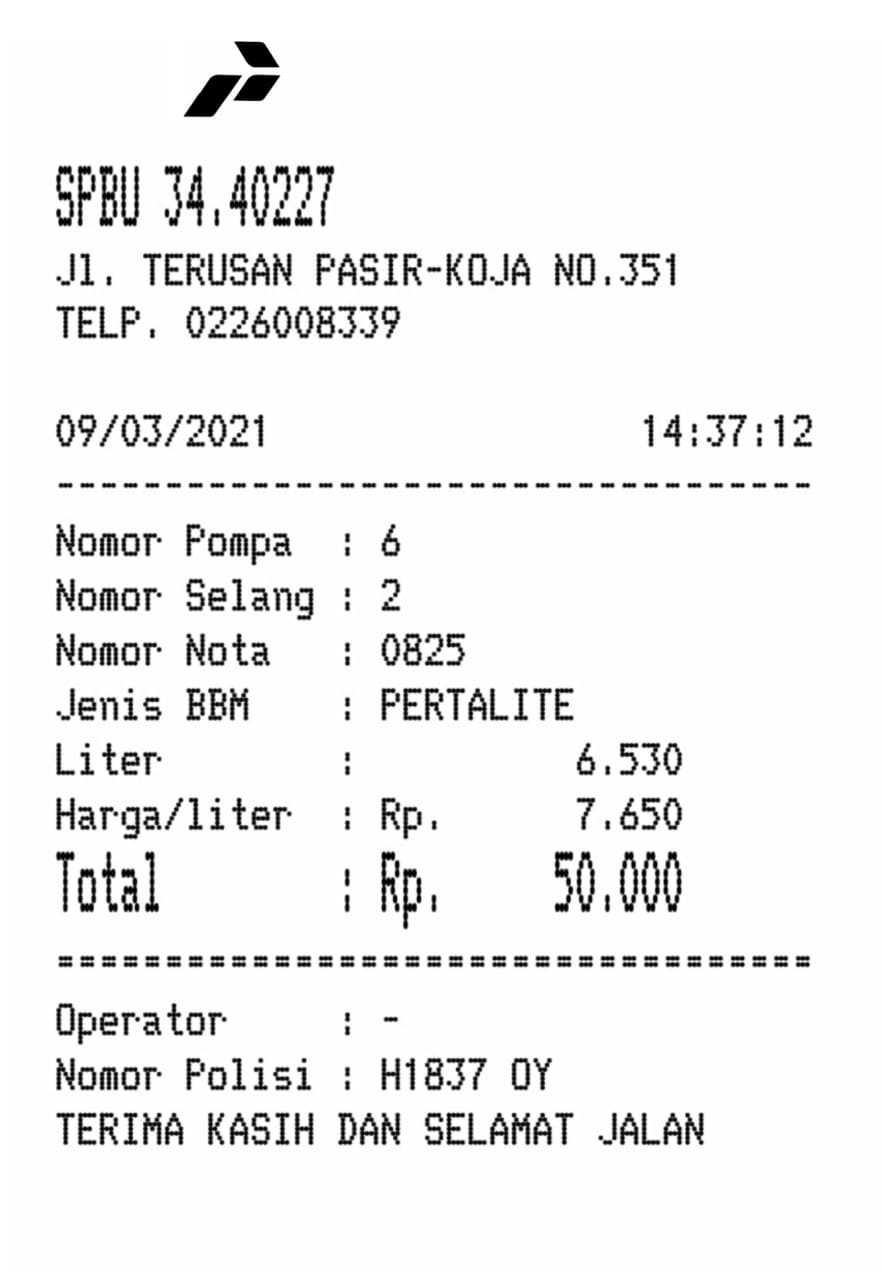 SPBU 34.40227
Jl. TERUSAN PASIR-KOJA NO.351
TELP. 0226008339
09/03/2021 14:37:12
-----------------------------------
Nomor Pompa : 6
Nomor Selang : 2
Nomor Nota : 0825
Jenis BBM : PERTALITE
Liter : 6.530
Harga/liter : Rp. 7.650
Total : Rp. 50.000
===================================
Operator : -
Nomor Polisi : H1837 OY
TERIMA KASIH DAN SELAMAT JALAN